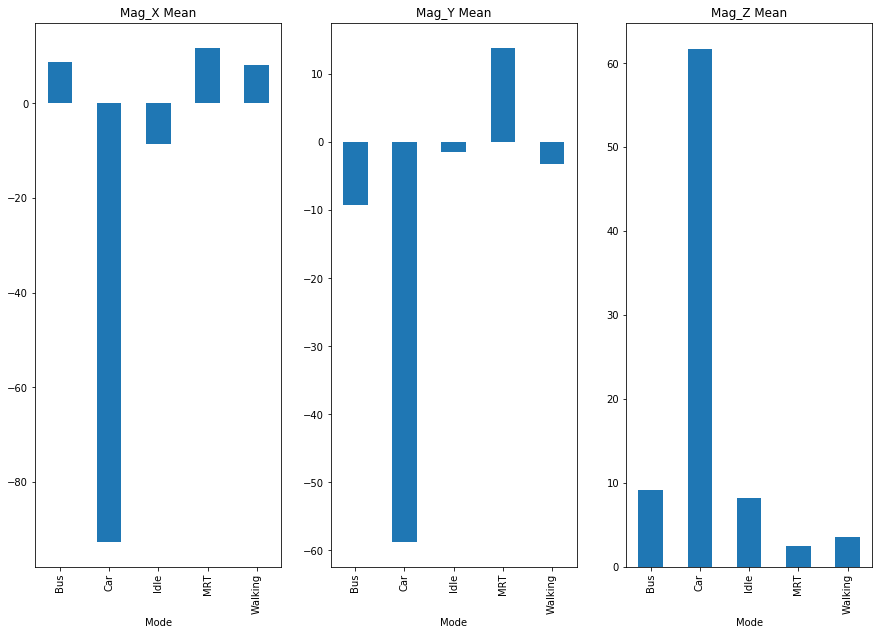 Mag_X Mean
0
−20
−40
−60
−80
Bus
Car
Idle
MRT
Walking
Mode
Mag_Y Mean
10
0
−10
−20
−30
−40
−50
−60
Bus
Car
Idle
MRT
Walking
Mode
Mag_Z Mean
60
50
40
30
20
10
0
Bus
Car
Idle
MRT
Walking
Mode